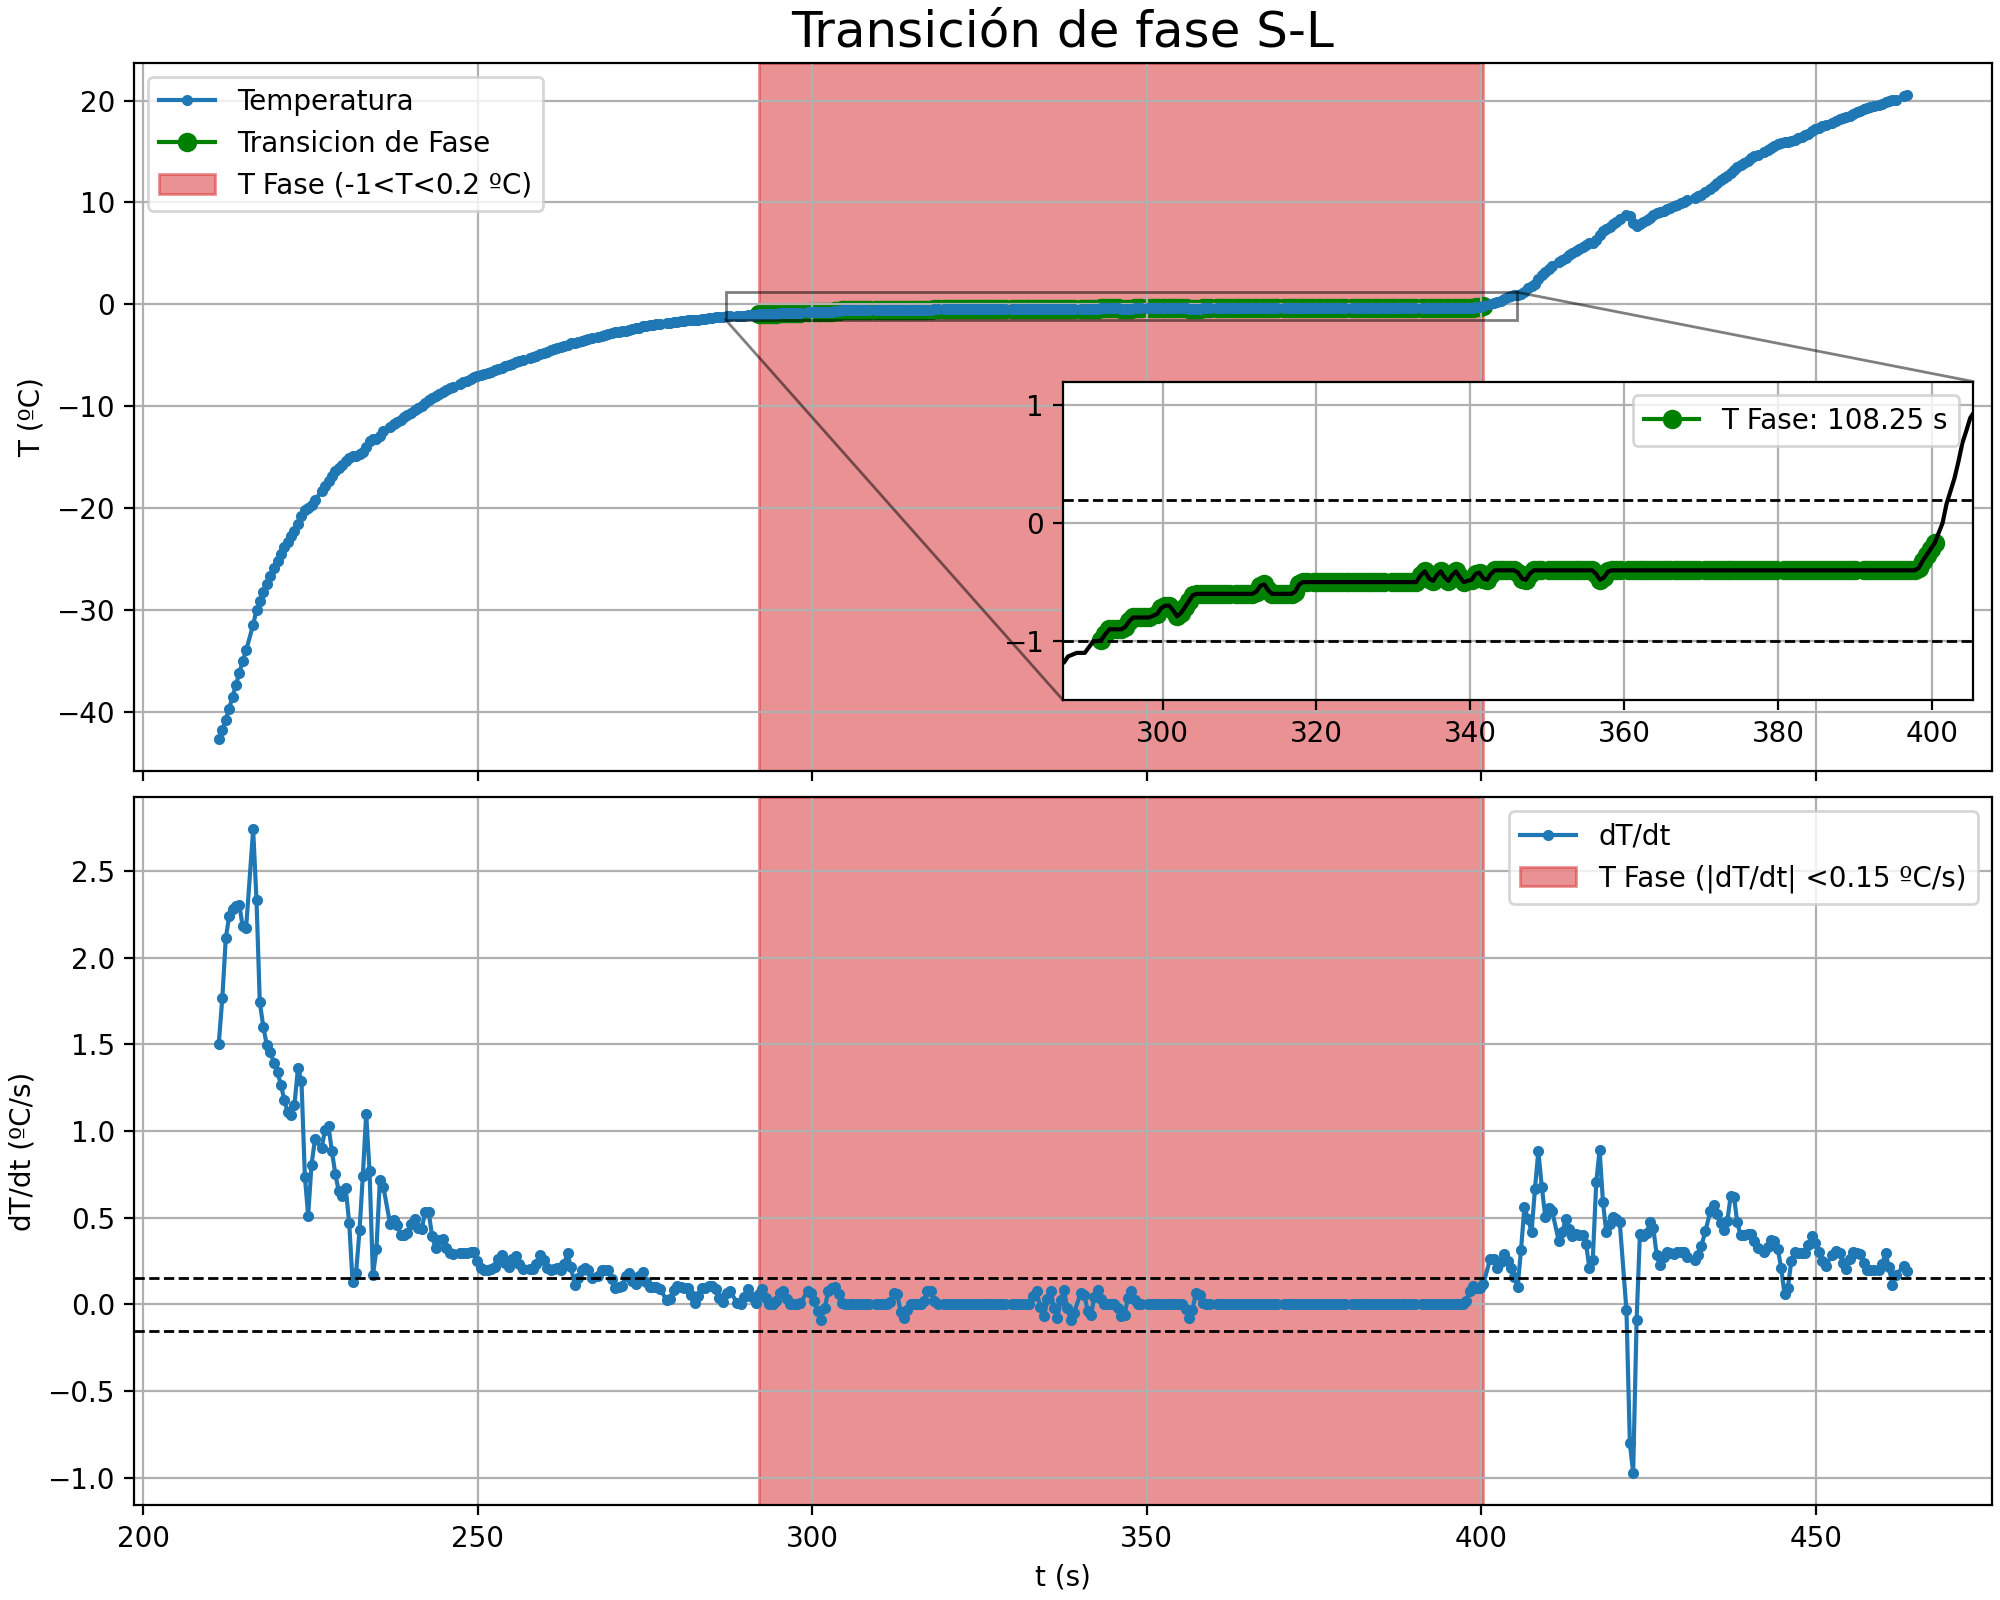 Transición de fase S-L
Temperatura
Transicion de Fase
T Fase (-1<T<0.2 ºC)
20
10
0
−10
−20
−30
−40
T (ºC)
T Fase: 108.25 s
1
0
−1
300 320 340 360 380 400
dT/dt
T Fase (|dT/dt| <0.15 ºC/s)
2.5
2.0
1.5
1.0
0.5
0.0
−0.5
−1.0
dT/dt (ºC/s)
200 250 300 350 400 450
t (s)